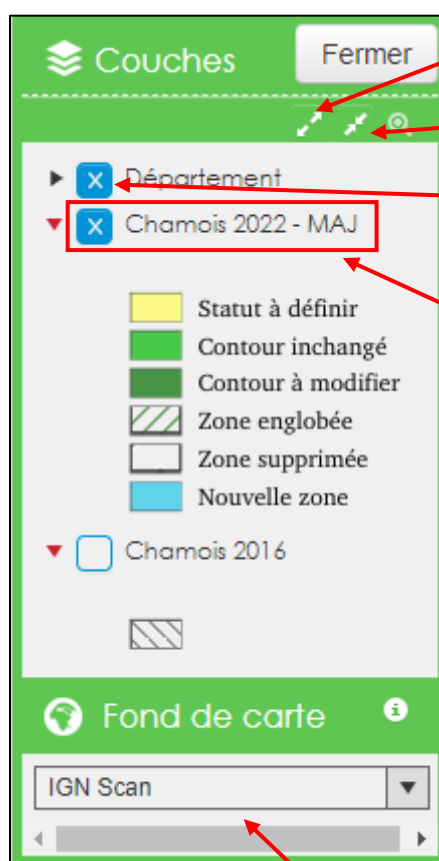 Couches
Fermer
Département
Chamois 2022 - MAJ
Statut à définir
Contour inchangé
Contour à modifier
Zone englobée
Zone supprimée
Nouvelle zone
Chamois 2016
Fond de carte
IGN Scan